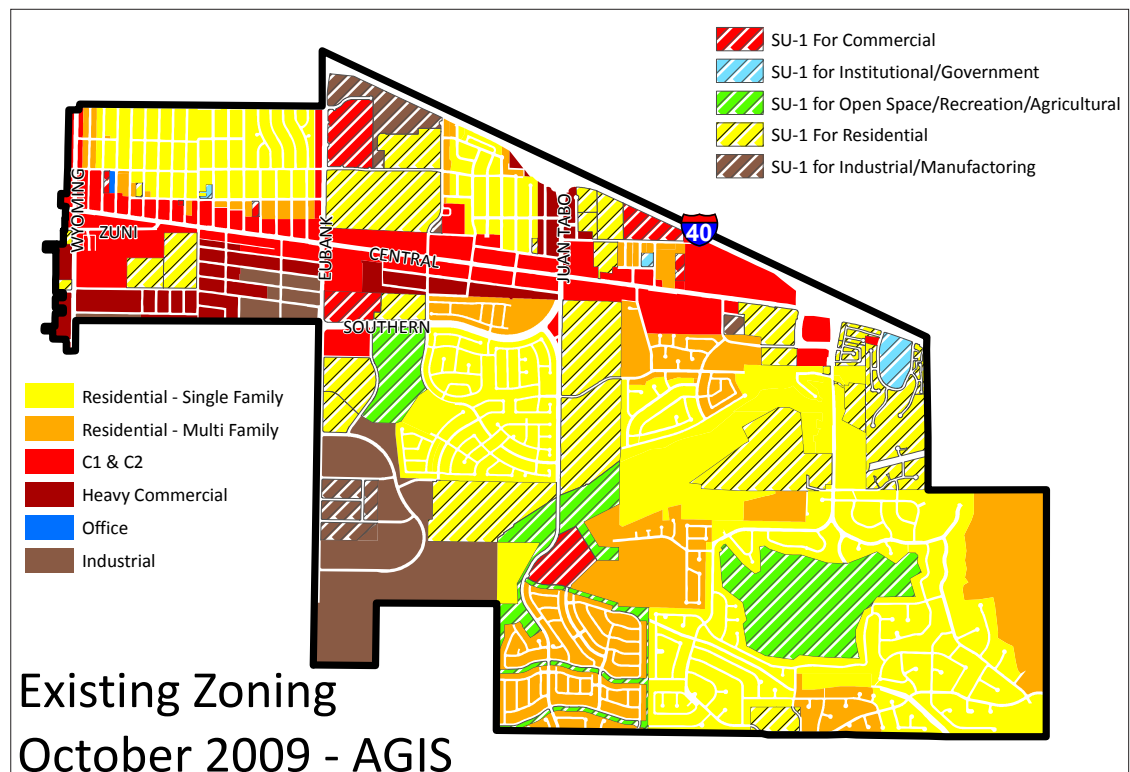 SU-1 For Commercial
SU-1 for Institutional/Government
SU-1 for Open Space/Recreation/Agricultural
SU-1 For Residential
SU-1 for Industrial/Manufactoring
WYOMING
ZUNI
EUBANK
CENTRAL
JUAN TABO
40
SOUTHERN
Residential - Single Family
Residential - Multi Family
C1 & C2
Heavy Commercial
Office
Industrial
Existing Zoning
October 2009 - AGIS